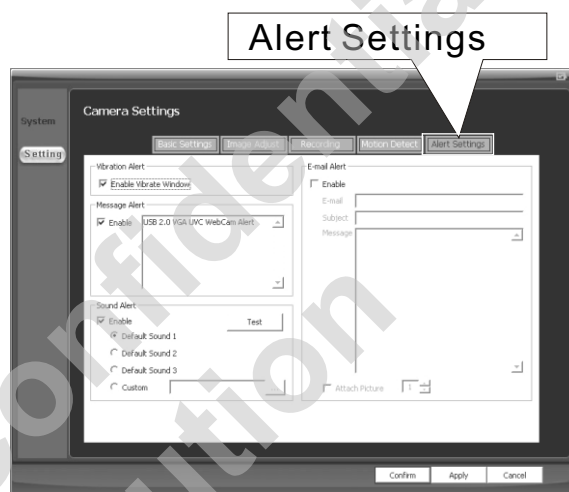 Alert Settings
Camera Settings
System
Setting
Basic Settings
Image Adjust
Recording
Motion Detect
Alert Settings
Vibration Alert
Enable Vibrate Window
Message Alert
Enable
USB 2.0 VGA UVC WebCam Alert
Sound Alert
Enable
Test
Default Sound 1
Default Sound 2
Default Sound 3
Custom
...
E-mail Alert
Enable
E-mail
Subject
Message
Attach Picture
1
Confirm
Apply
Cancel